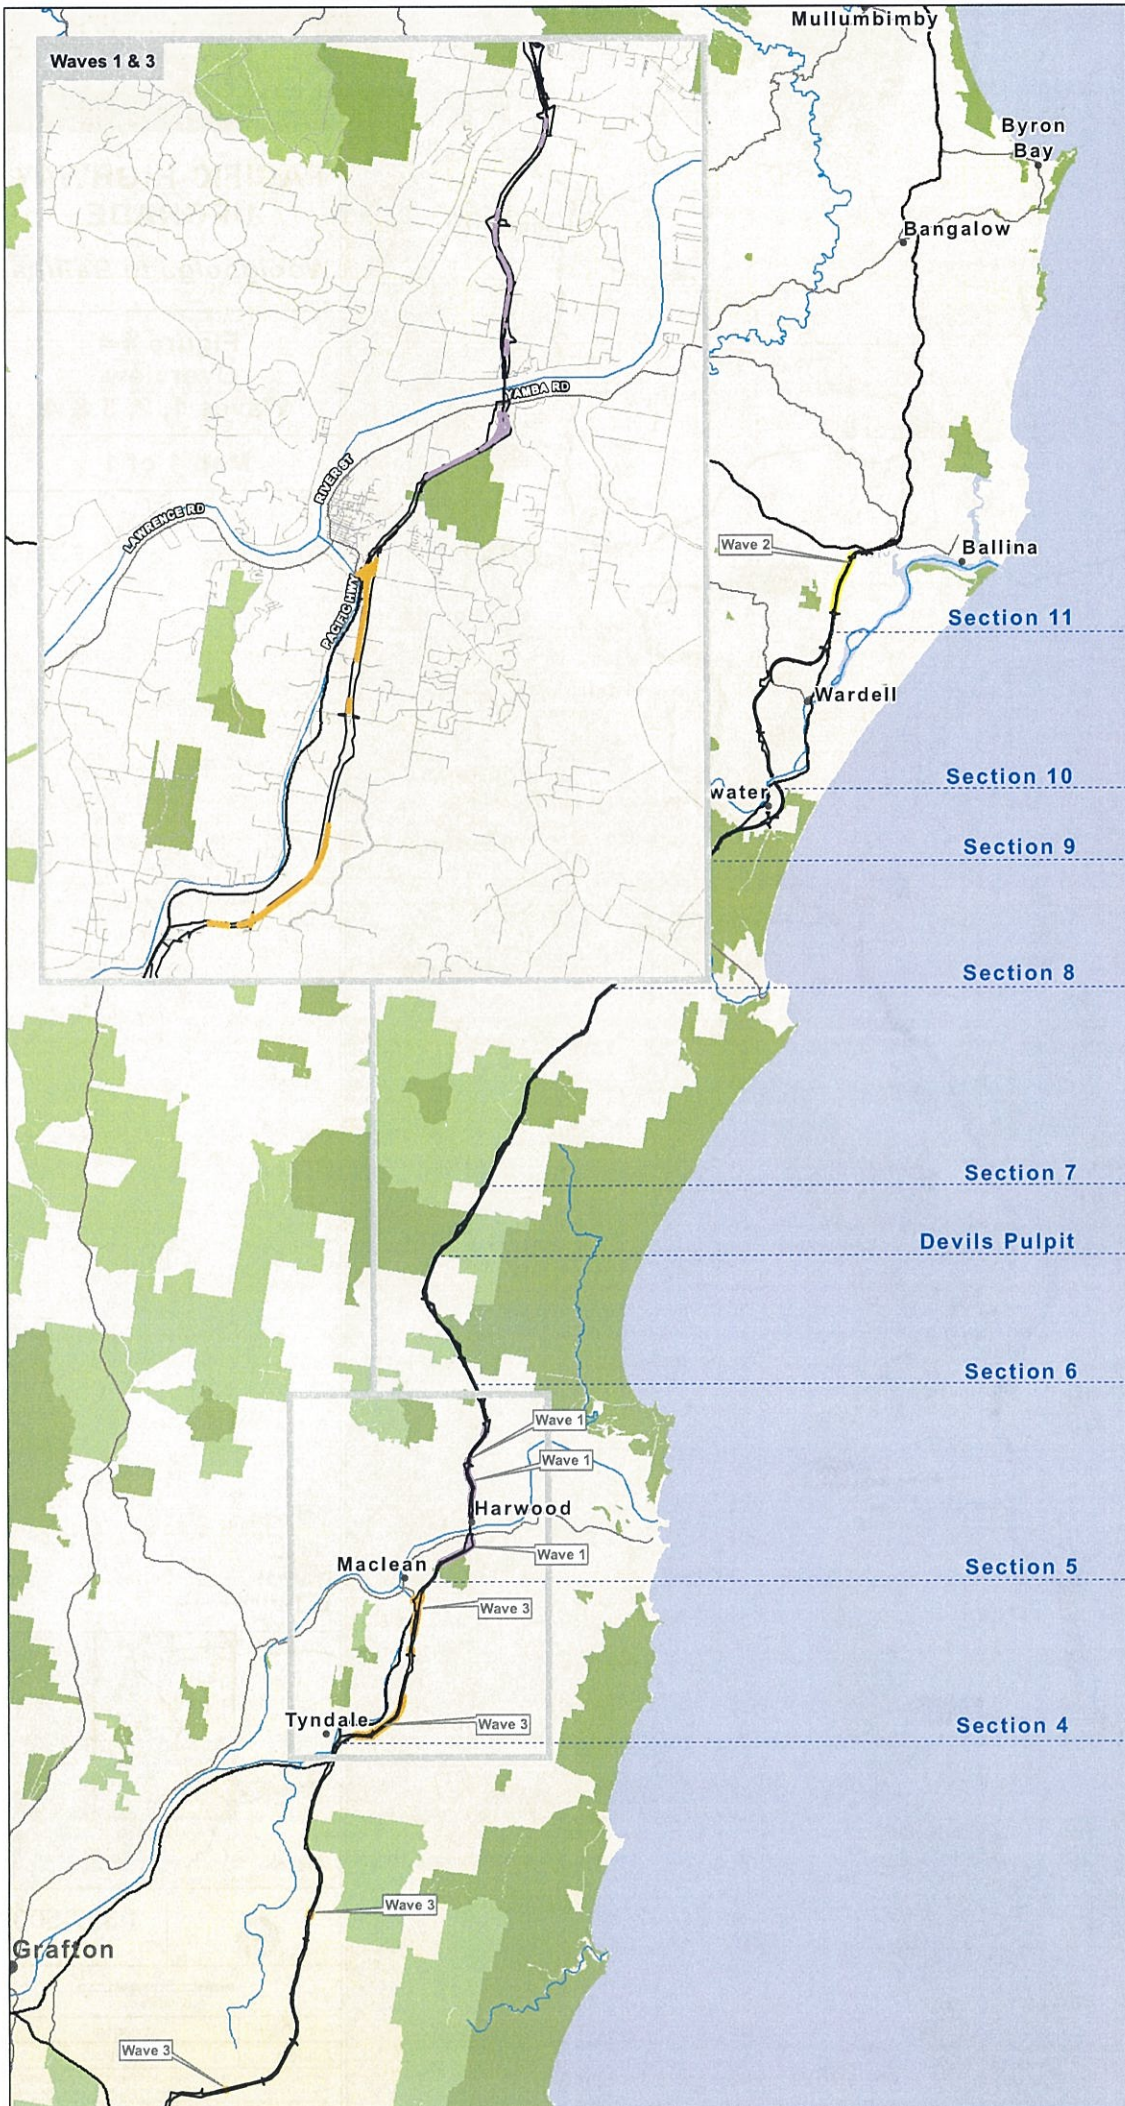 Mullumbimby
Waves 1 & 3
Byron
Bay
Bangalow
YAMBA RD
RIVER ST
LAWRENCE RD
Wave 2
Ballina
PACIFIC HWY
Section 11
Wardell
Section 10
water
Section 9
Section 8
Section 7
Devils Pulpit
Section 6
Wave 1
Wave 1
Harwood
Wave 1
Maclean
Section 5
Wave 3
Tyndale
Wave 3
Section 4
Wave 3
Grafton
Wave 3